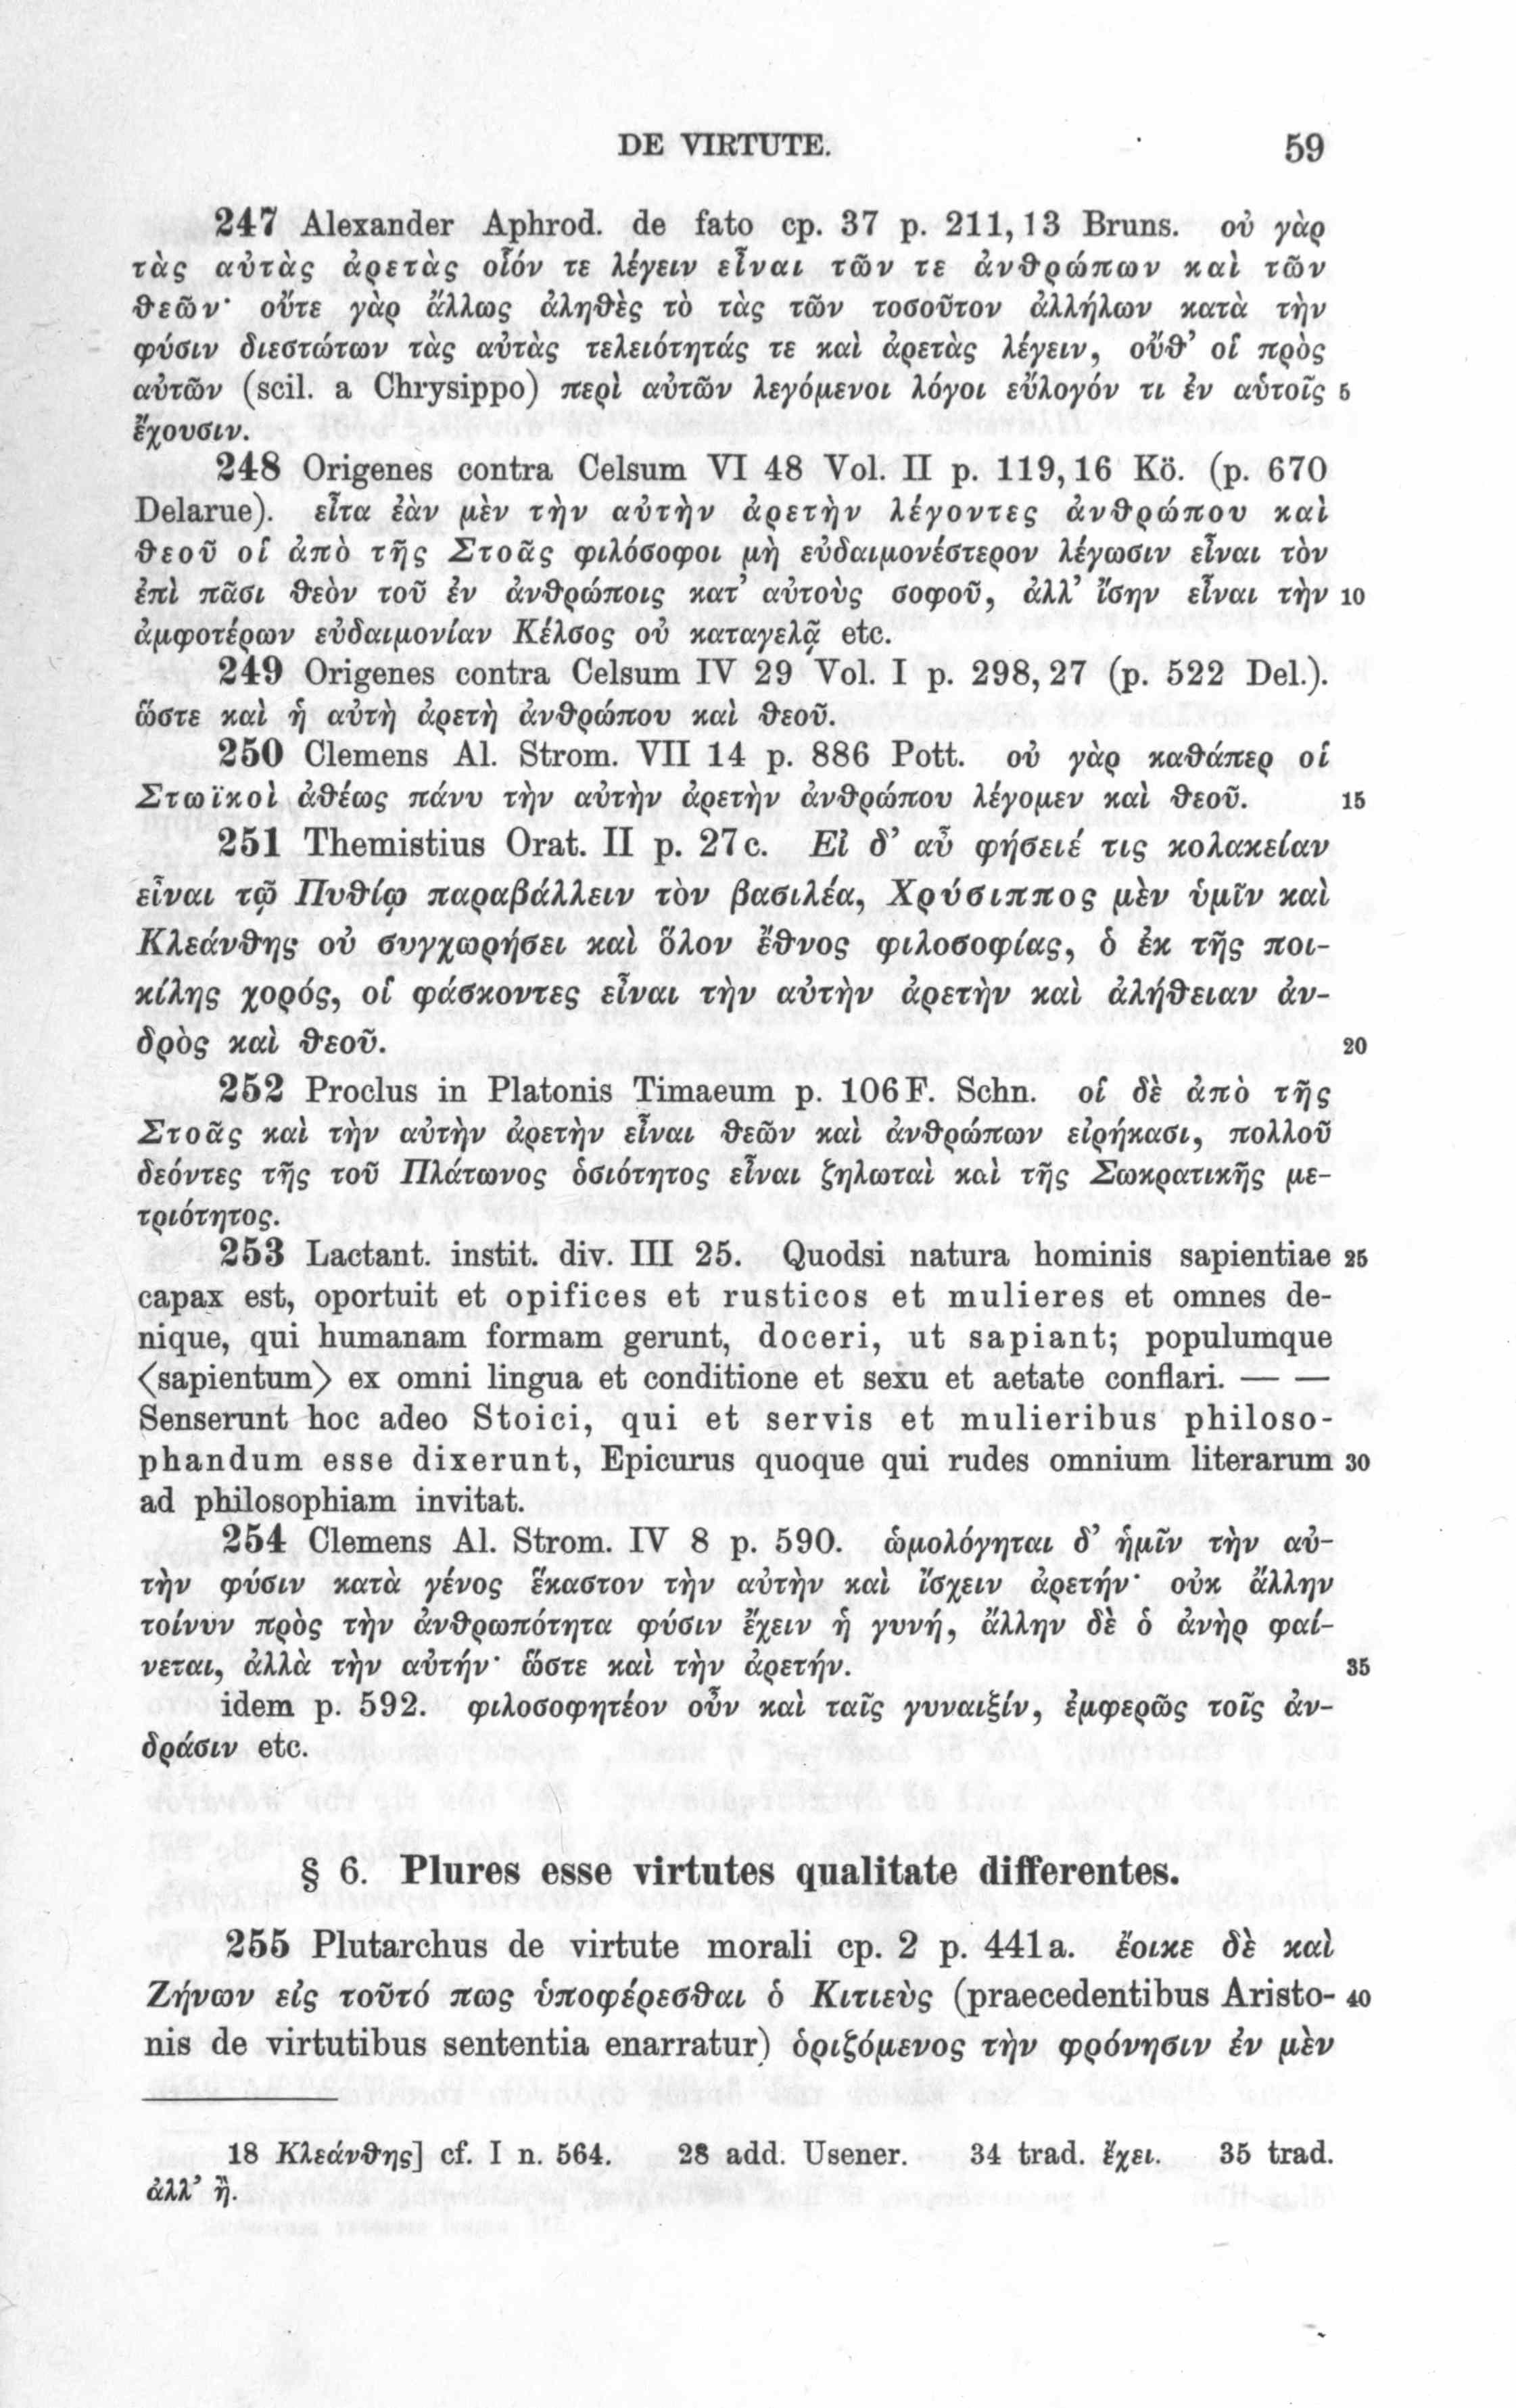 DE VIRTUTE. 59
247 Alexander Aphrod. de fato cp. 37 p. 211,13 Bruns. οὐ γὰρ
τὰς αὐτὰς ἀρετὰς οἷόν τε λέγειν εἶναι τῶν τε ἀνθρώπων καὶ τῶν
θεῶν· οὔτε γὰρ ἄλλως ἀληθὲς τὸ τὰς τῶν τοσοῦτον ἀλλήλων κατὰ τὴν
φύσιν διεστώτων τὰς αὐτὰς τελειότητάς τε καὶ ἀρετὰς λέγειν, οὔθ’ οἱ πρὸς
αὐτῶν (scil. a Chrysippo) περὶ αὐτῶν λεγόμενοι λόγοι εὔλογόν τι ἐν αὑτοῖς 5
ἔχουσιν.
248 Origenes contra Celsum VI 48 Vol. II p. 119,16 Kö. (p. 670
Delarue). εἶτα ἐὰν μὲν τὴν αὐτὴν ἀρετὴν λέγοντες ἀνθρώπου καὶ
θεοῦ οἱ ἀπὸ τῆς Στοᾶς φιλόσοφοι μὴ εὐδαιμονέστερον λέγωσιν εἶναι τὸν
ἐπὶ πᾶσι θεὸν τοῦ ἐν ἀνθρώποις κατ’ αὐτοὺς σοφοῦ, ἀλλ’ ἴσην εἶναι τὴν 10
ἀμφοτέρων εὐδαιμονίαν Κέλσος οὐ καταγελᾷ etc.
249 Origenes contra Celsum IV 29 Vol. I p. 298,27 (p. 522 Del.).
ὥστε καὶ ἡ αὐτὴ ἀρετὴ ἀνθρώπου καὶ θεοῦ.
250 Clemens Al. Strom. VII 14 p. 886 Pott. οὐ γὰρ καθάπερ οἱ
Στωϊκοὶ ἀθέως πάνυ τὴν αὐτὴν ἀρετὴν ἀνθρώπου λέγομεν καὶ θεοῦ. 15
251 Themistius Orat. II p. 27c. Εἰ δ’ αὖ φήσειέ τις κολακείαν
εἶναι τῷ Πυθίῳ παραβάλλειν τὸν βασιλέα, Χρύσιππος μὲν ὑμῖν καὶ
Κλεάνθης οὐ συγχωρήσει καὶ ὅλον ἔθνος φιλοσοφίας, ὁ ἐκ τῆς ποι-
κίλης χορός, οἱ φάσκοντες εἶναι τὴν αὐτὴν ἀρετὴν καὶ ἀλήθειαν ἀν-
δρὸς καὶ θεοῦ. 20
252 Proclus in Platonis Timaeum p. 106F. Schn. οἱ δὲ ἀπὸ τῆς
Στοᾶς καὶ τὴν αὐτὴν ἀρετὴν εἶναι θεῶν καὶ ἀνθρώπων εἰρήκασι, πολλοῦ
δεόντες τῆς τοῦ Πλάτωνος ὁσιότητος εἶναι ζηλωταὶ καὶ τῆς Σωκρατικῆς με-
τριότητος.
253 Lactant. instit. div. III 25. Quodsi natura hominis sapientiae 25
capax est, oportuit et opifices et rusticos et mulieres et omnes de-
nique, qui humanam formam gerunt, doceri, ut sapiant; populumque
⟨sapientum⟩ ex omni lingua et conditione et sexu et aetate conflari. — —
Senserunt hoc adeo Stoici, qui et servis et mulieribus philoso-
phandum esse dixerunt, Epicurus quoque qui rudes omnium literarum 30
ad philosophiam invitat.
254 Clemens Al. Strom. IV 8 p. 590. ὡμολόγηται δ’ ἡμῖν τὴν αὐ-
τὴν φύσιν κατὰ γένος ἕκαστον τὴν αὐτὴν καὶ ἴσχειν ἀρετήν· οὐκ ἄλλην
τοίνυν πρὸς τὴν ἀνθρωπότητα φύσιν ἔχειν ἡ γυνή, ἄλλην δὲ ὁ ἀνὴρ φαί-
νεται, ἀλλὰ τὴν αὐτήν· ὥστε καὶ τὴν ἀρετήν. 35
idem p. 592. φιλοσοφητέον οὖν καὶ ταῖς γυναιξίν, ἐμφερῶς τοῖς ἀν-
δράσιν etc.
§ 6. Plures esse virtutes qualitate differentes.
255 Plutarchus de virtute morali cp. 2 p. 441a. ἔοικε δὲ καὶ
Ζήνων εἰς τοῦτό πως ὑποφέρεσθαι ὁ Κιτιεὺς (praecedentibus Aristo- 40
nis de virtutibus sententia enarratur) ὁριζόμενος τὴν φρόνησιν ἐν μὲν
18 Κλεάνθης] cf. I n. 564. 28 add. Usener. 34 trad. ἔχει. 35 trad.
ἀλλ’ ἢ.